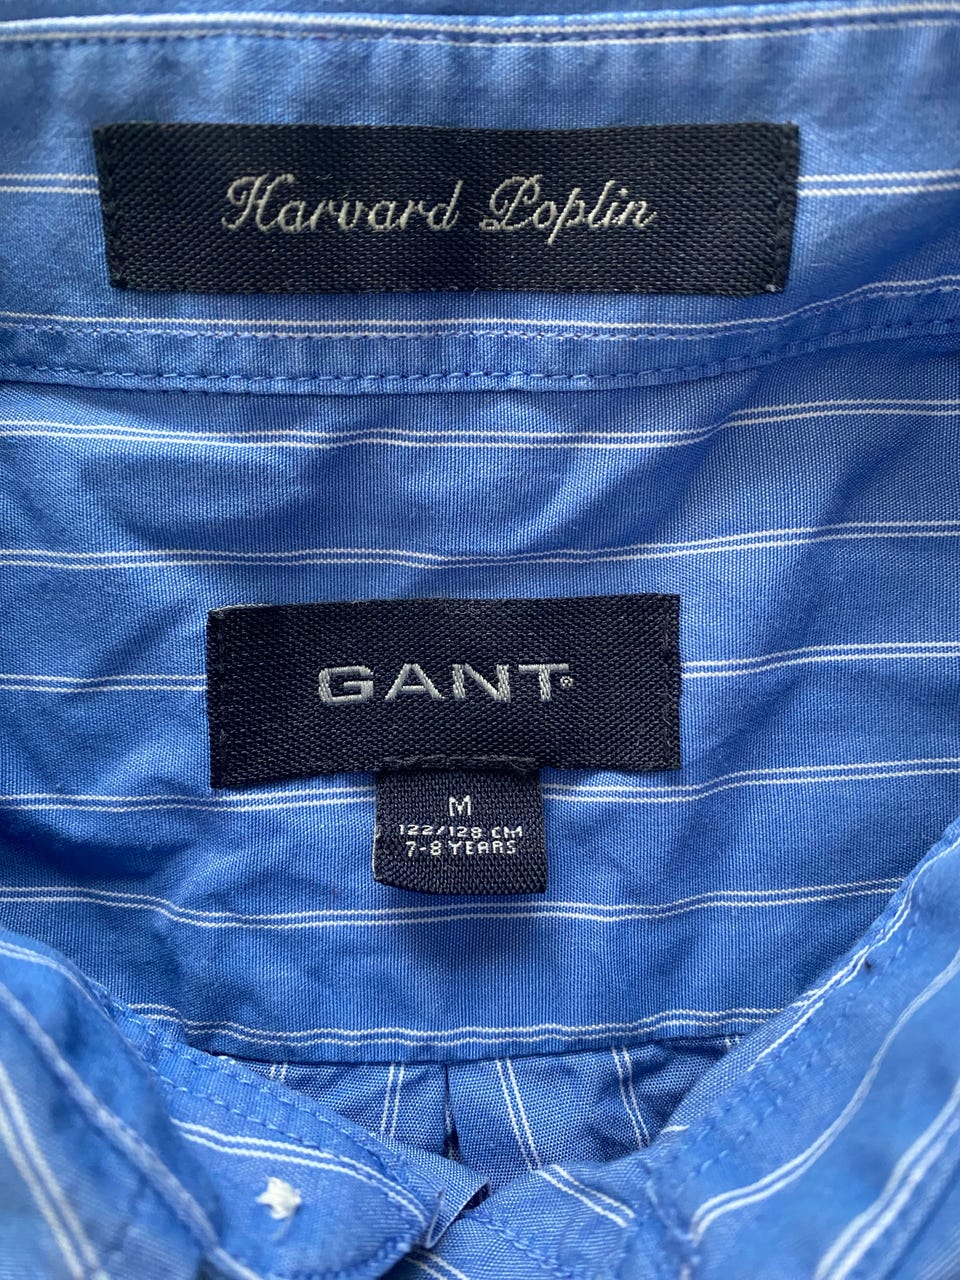 Harvard Poplin
GANT®
M
122/128 CM
7-8 YEARS